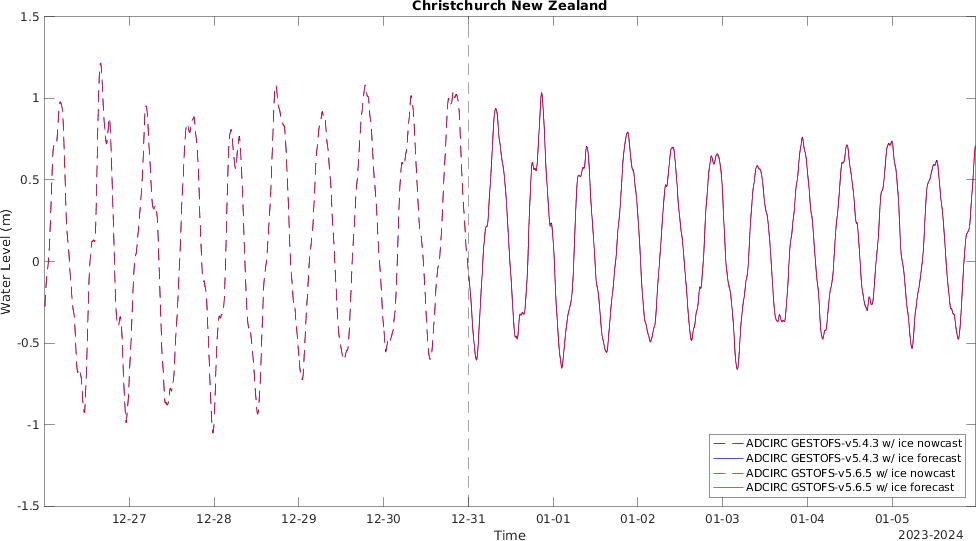 Christchurch New Zealand
1.5
1
0.5
0
-0.5
-1
-1.5
Water Level (m)
ADCIRC GESTOFS-v5.4.3 w/ ice nowcast
ADCIRC GESTOFS-v5.4.3 w/ ice forecast
ADCIRC GSTOFS-v5.6.5 w/ ice nowcast
ADCIRC GSTOFS-v5.6.5 w/ ice forecast
12-27 12-28 12-29 12-30 12-31 01-01 01-02 01-03 01-04 01-05
Time
2023-2024